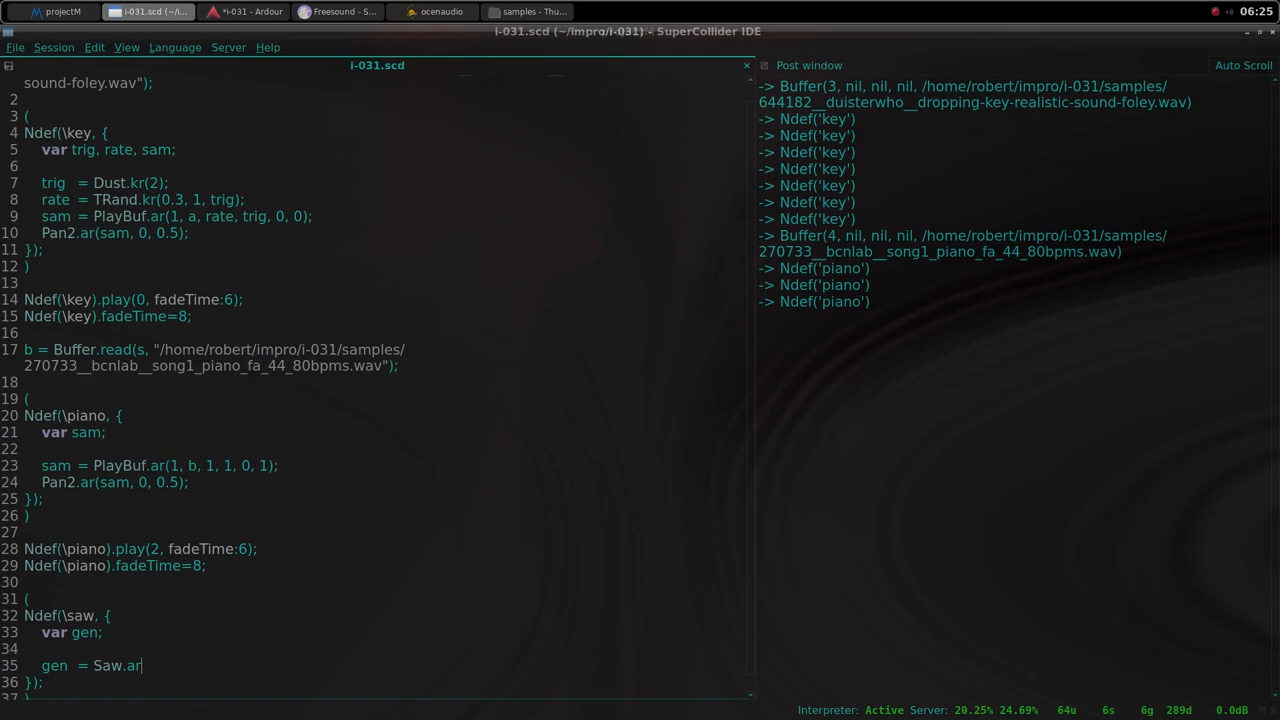 projectM
i-031.scd (~/i...
*i-031 - Ardour
Freesound - S...
ocenaudio
samples - Thu...
06:25
i-031.scd (~/impro/i-031) - SuperCollider IDE
File Session Edit View Language Server Help
i-031.scd
sound-foley.wav");
2
3 (
4 Ndef(\key, {
5 var trig, rate, sam;
6
7 trig = Dust.kr(2);
8 rate = TRand.kr(0.3, 1, trig);
9 sam = PlayBuf.ar(1, a, rate, trig, 0, 0);
10 Pan2.ar(sam, 0, 0.5);
11 });
12 )
13
14 Ndef(\key).play(0, fadeTime:6);
15 Ndef(\key).fadeTime=8;
16
17 b = Buffer.read(s, "/home/robert/impro/i-031/samples/
270733__bcnlab__song1_piano_fa_44_80bpms.wav");
18
19 (
20 Ndef(\piano, {
21 var sam;
22
23 sam = PlayBuf.ar(1, b, 1, 1, 0, 1);
24 Pan2.ar(sam, 0, 0.5);
25 });
26 )
27
28 Ndef(\piano).play(2, fadeTime:6);
29 Ndef(\piano).fadeTime=8;
30
31 (
32 Ndef(\saw, {
33 var gen;
34
35 gen = Saw.ar
36 });
37 )
Post window
Auto Scroll
-> Buffer(3, nil, nil, nil, /home/robert/impro/i-031/samples/
644182__duisterwho__dropping-key-realistic-sound-foley.wav)
-> Ndef('key')
-> Ndef('key')
-> Ndef('key')
-> Ndef('key')
-> Ndef('key')
-> Ndef('key')
-> Ndef('key')
-> Buffer(4, nil, nil, nil, /home/robert/impro/i-031/samples/
270733__bcnlab__song1_piano_fa_44_80bpms.wav)
-> Ndef('piano')
-> Ndef('piano')
-> Ndef('piano')
Interpreter: Active Server: 20.25% 24.69% 64u 6s 6g 289d 0.0dB